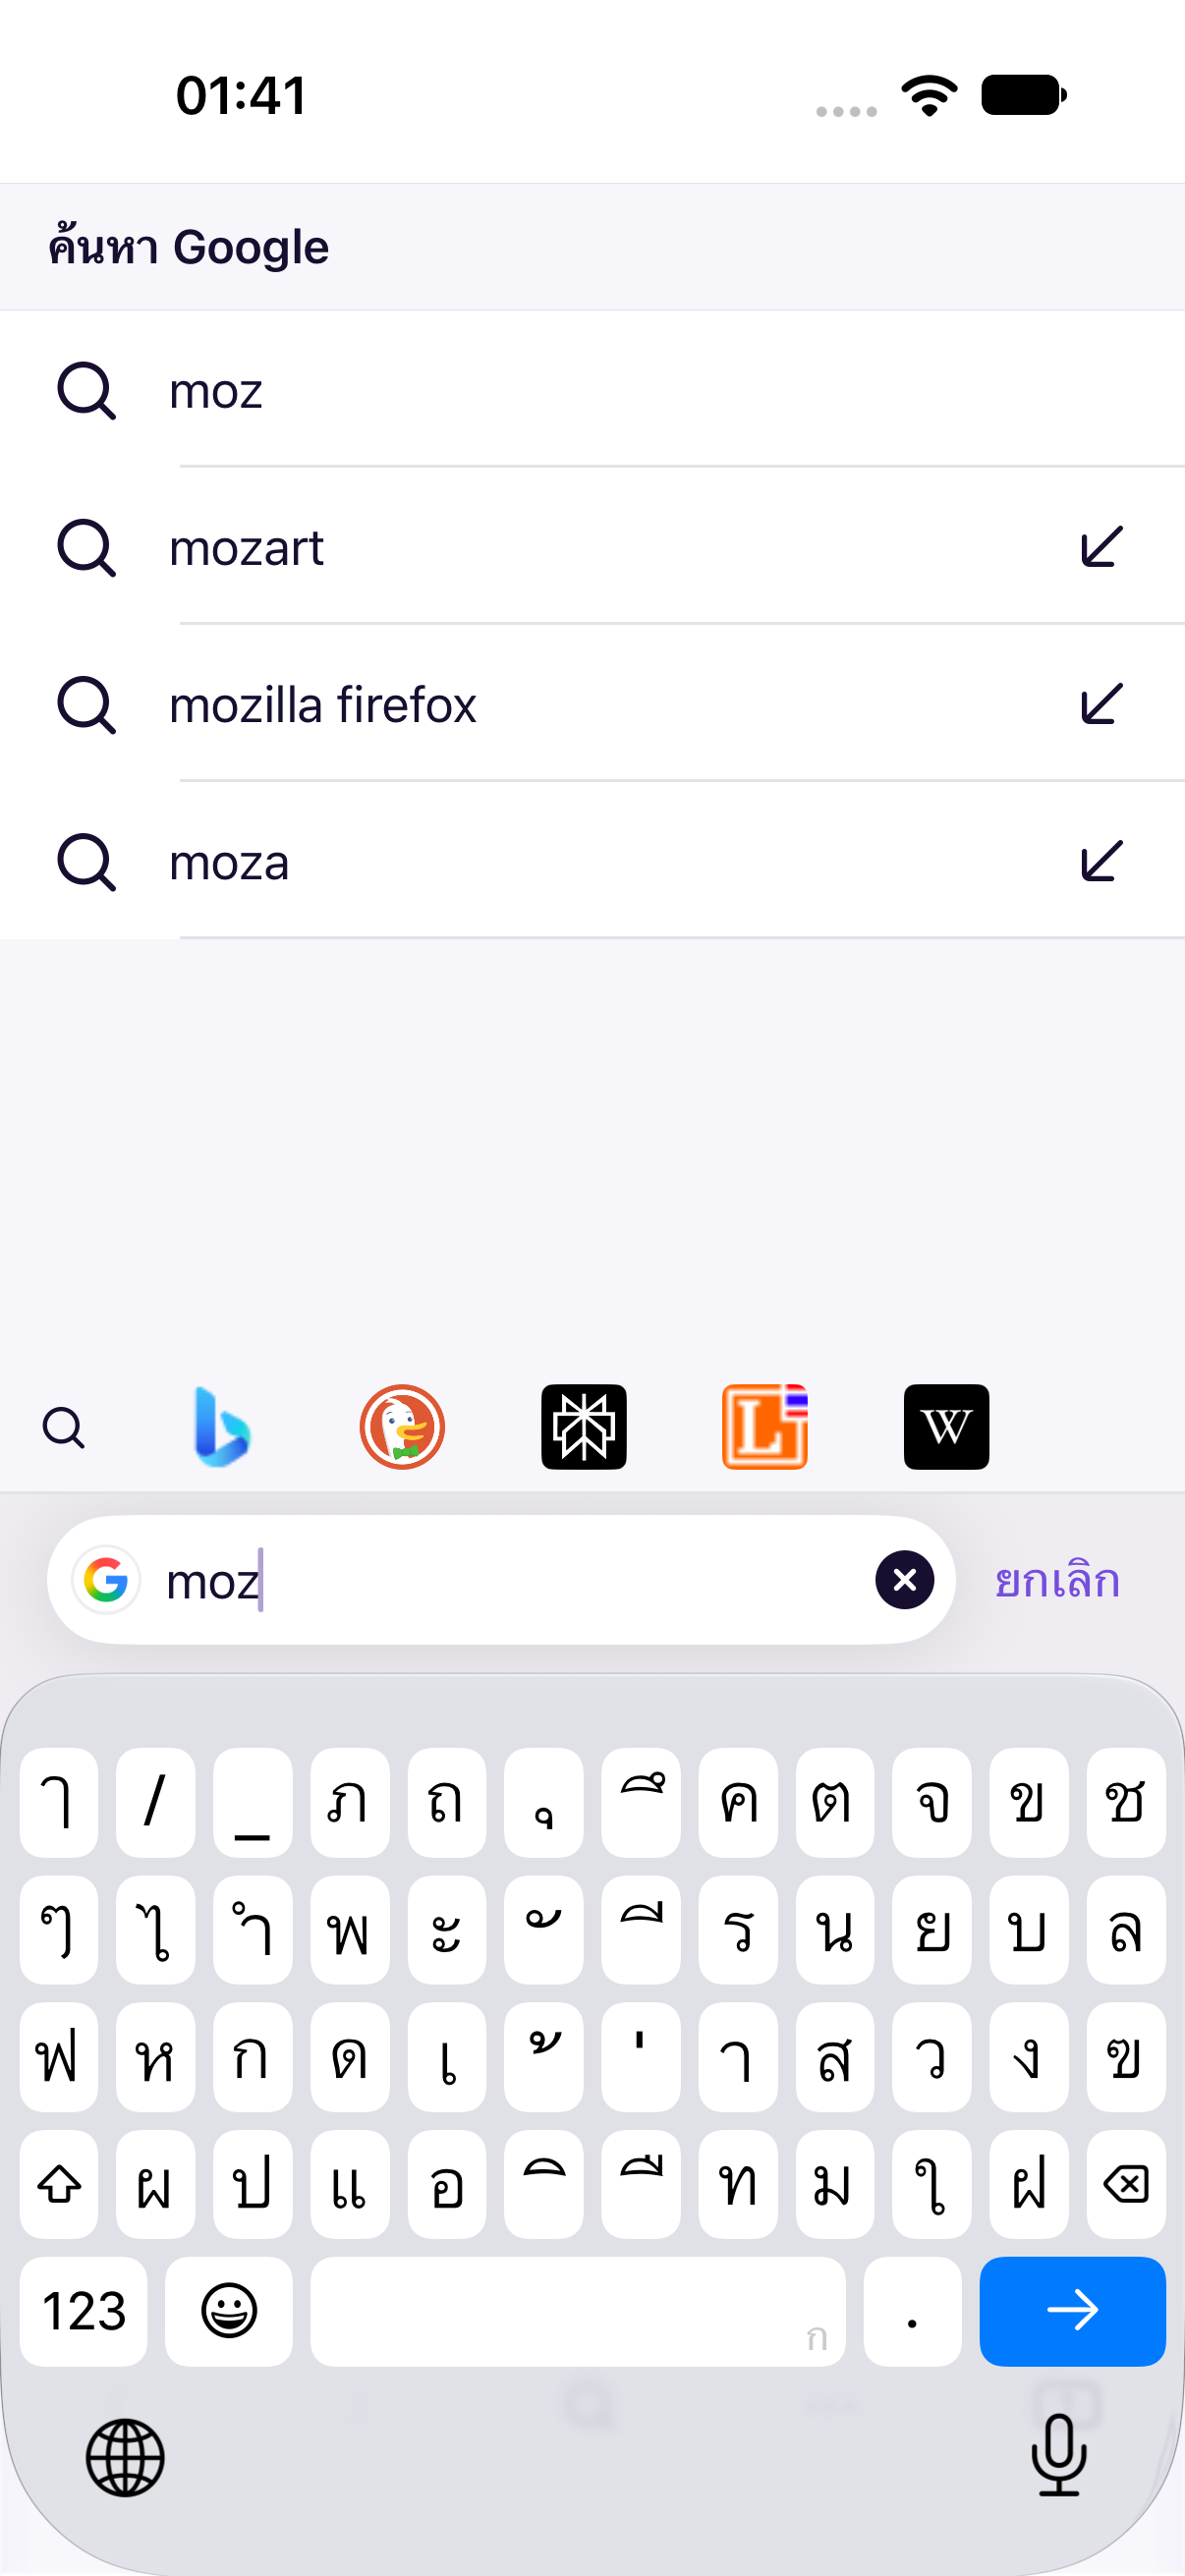 01:41
ค้นหา Google
moz
mozart
mozilla firefox
moza
L
W
moz
ยกเลิก
ๅ / _ ภ ถ ุ ึ ค ต จ ข ช
ๆ ไ ำ พ ะ ั ี ร น ย บ ล
ฟ ห ก ด เ ้ ่ า ส ว ง ฃ
ผ ป แ อ ิ ื ท ม ใ ฝ
123 ก .